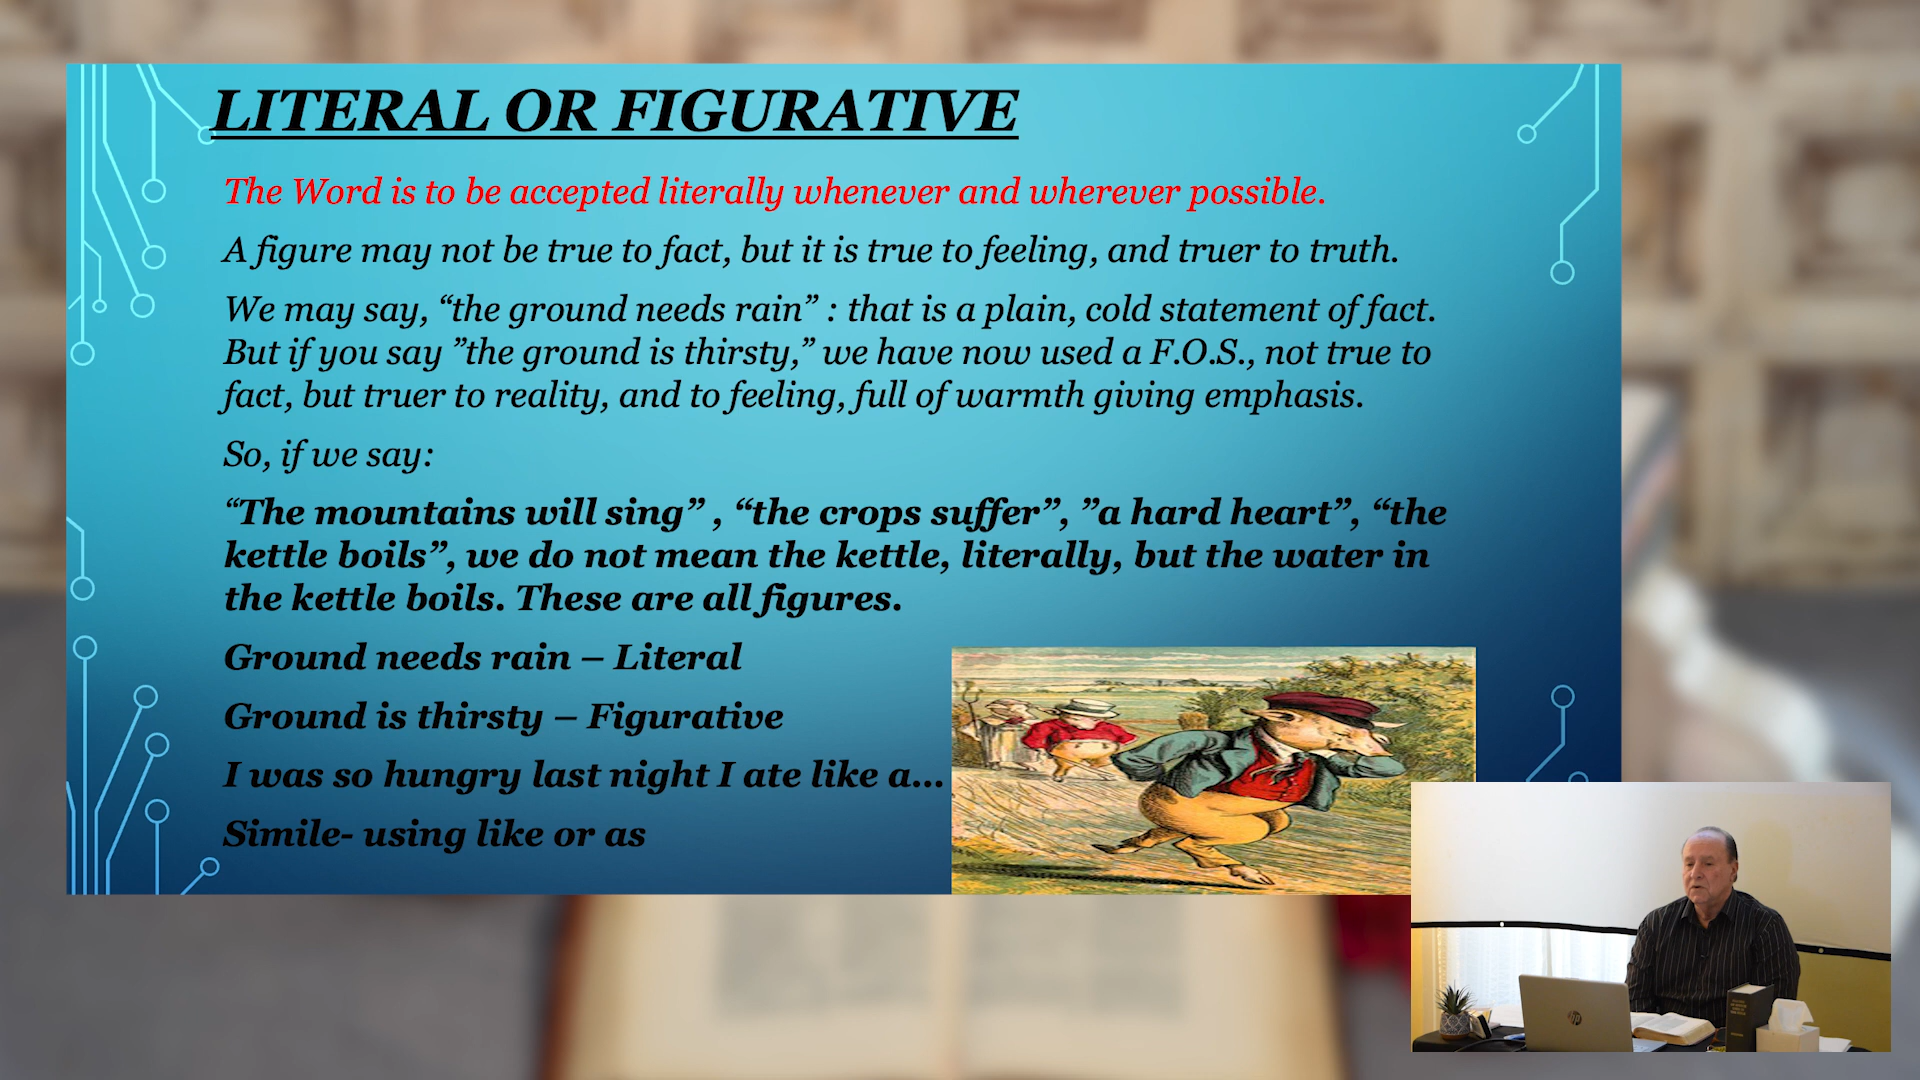 LITERAL OR FIGURATIVE
The Word is to be accepted literally whenever and wherever possible.
A figure may not be true to fact, but it is true to feeling, and truer to truth.
We may say, “the ground needs rain” : that is a plain, cold statement of fact.
But if you say ”the ground is thirsty,” we have now used a F.O.S., not true to
fact, but truer to reality, and to feeling, full of warmth giving emphasis.
So, if we say:
“The mountains will sing” , “the crops suffer”, ”a hard heart”, “the
kettle boils”, we do not mean the kettle, literally, but the water in
the kettle boils. These are all figures.
Ground needs rain – Literal
Ground is thirsty – Figurative
I was so hungry last night I ate like a...
Simile- using like or as
hp